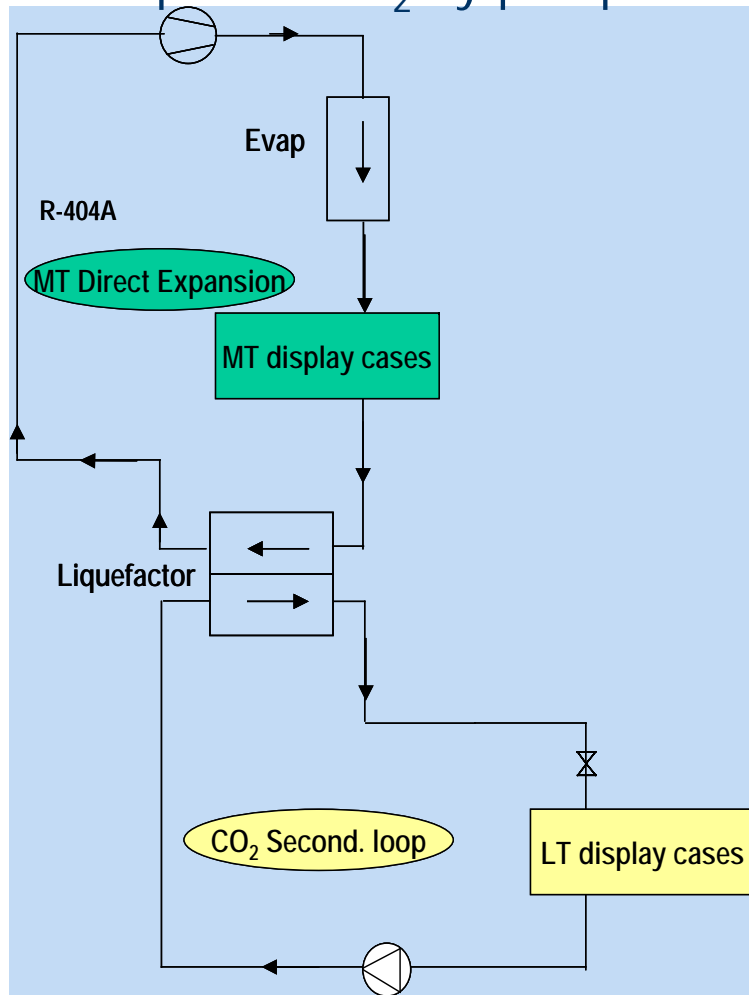 Evap
R-404A
MT Direct Expansion
MT display cases
Liquefactor
CO₂ Second. loop
LT display cases